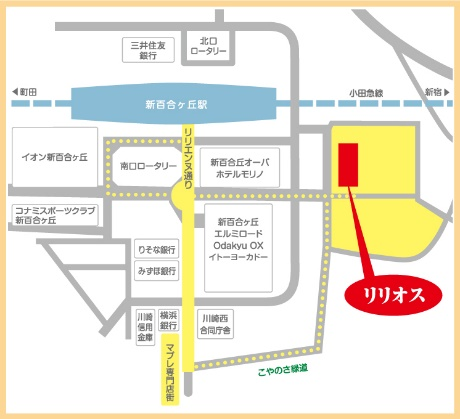 三井住友
銀行
北口
ロータリー
◀町田
新百合ヶ丘駅
小田急線
新宿▶
イオン新百合ヶ丘
南口ロータリー
リリエンヌ通り
新百合丘オーパ
ホテルモリノ
コナミスポーツクラブ
新百合ヶ丘
新百合ヶ丘
エルミロード
Odakyu OX
イトーヨーカドー
りそな銀行
みずほ銀行
リリオス
川崎
信用
金庫
横浜
銀行
川崎西
合同庁舎
マプレ専門店街
こやのさ緑道